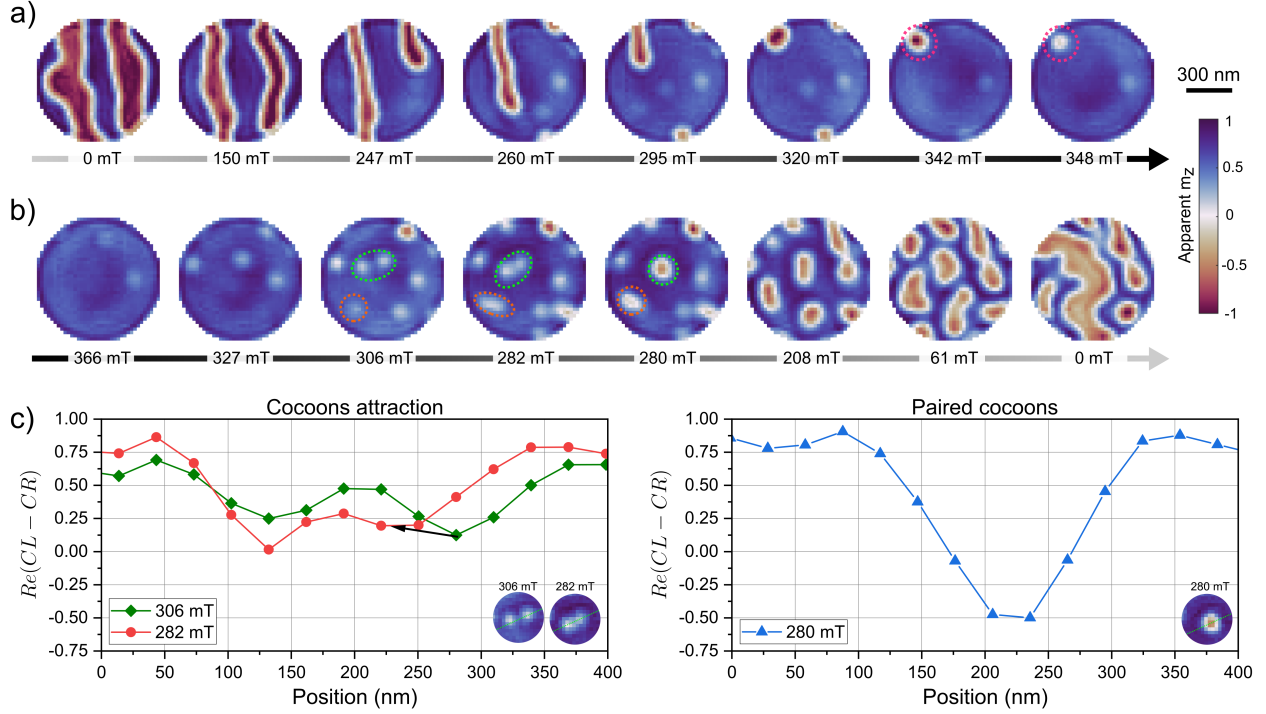 a)
0 mT
150 mT
247 mT
260 mT
295 mT
320 mT
342 mT
348 mT
300 nm
1
0.5
0
-0.5
-1
Apparent mz
b)
366 mT
327 mT
306 mT
282 mT
280 mT
208 mT
61 mT
0 mT
c)
Cocoons attraction
1.00
0.75
0.50
0.25
0.00
-0.25
-0.50
-0.75
Re(CL − CR)
306 mT
282 mT
306 mT
282 mT
0 50 100 150 200 250 300 350 400
Position (nm)
Paired cocoons
1.00
0.75
0.50
0.25
0.00
-0.25
-0.50
-0.75
Re(CL − CR)
280 mT
280 mT
0 50 100 150 200 250 300 350 400
Position (nm)